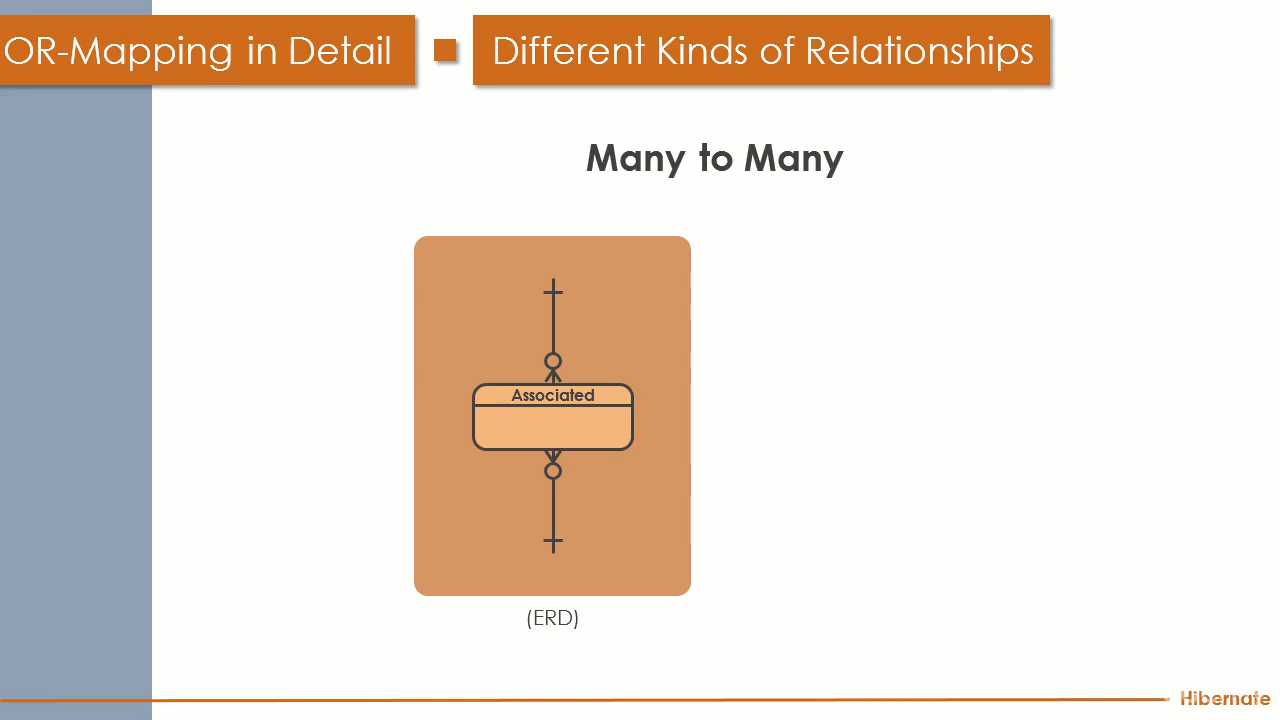 OR-Mapping in Detail
Different Kinds of Relationships
Many to Many
Associated
(ERD)
Hibernate